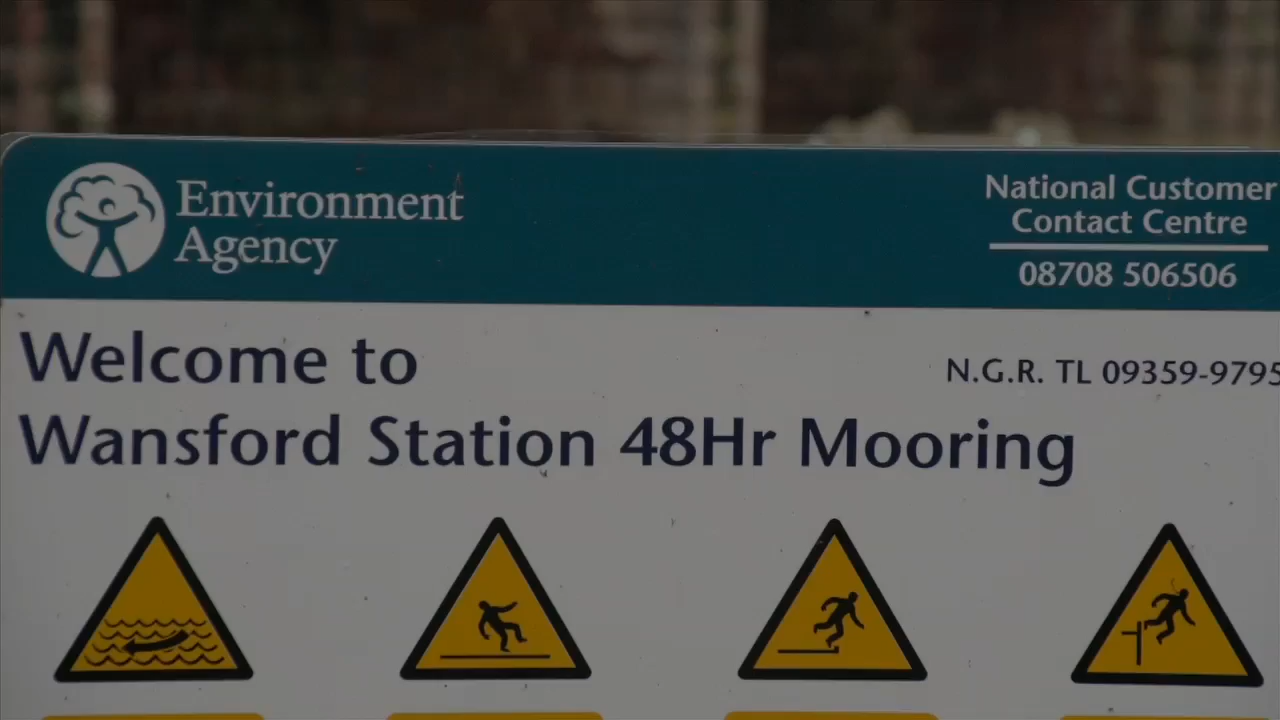 Environment
Agency
National Customer
Contact Centre
08708 506506
Welcome to
N.G.R. TL 09359-9795
Wansford Station 48Hr Mooring